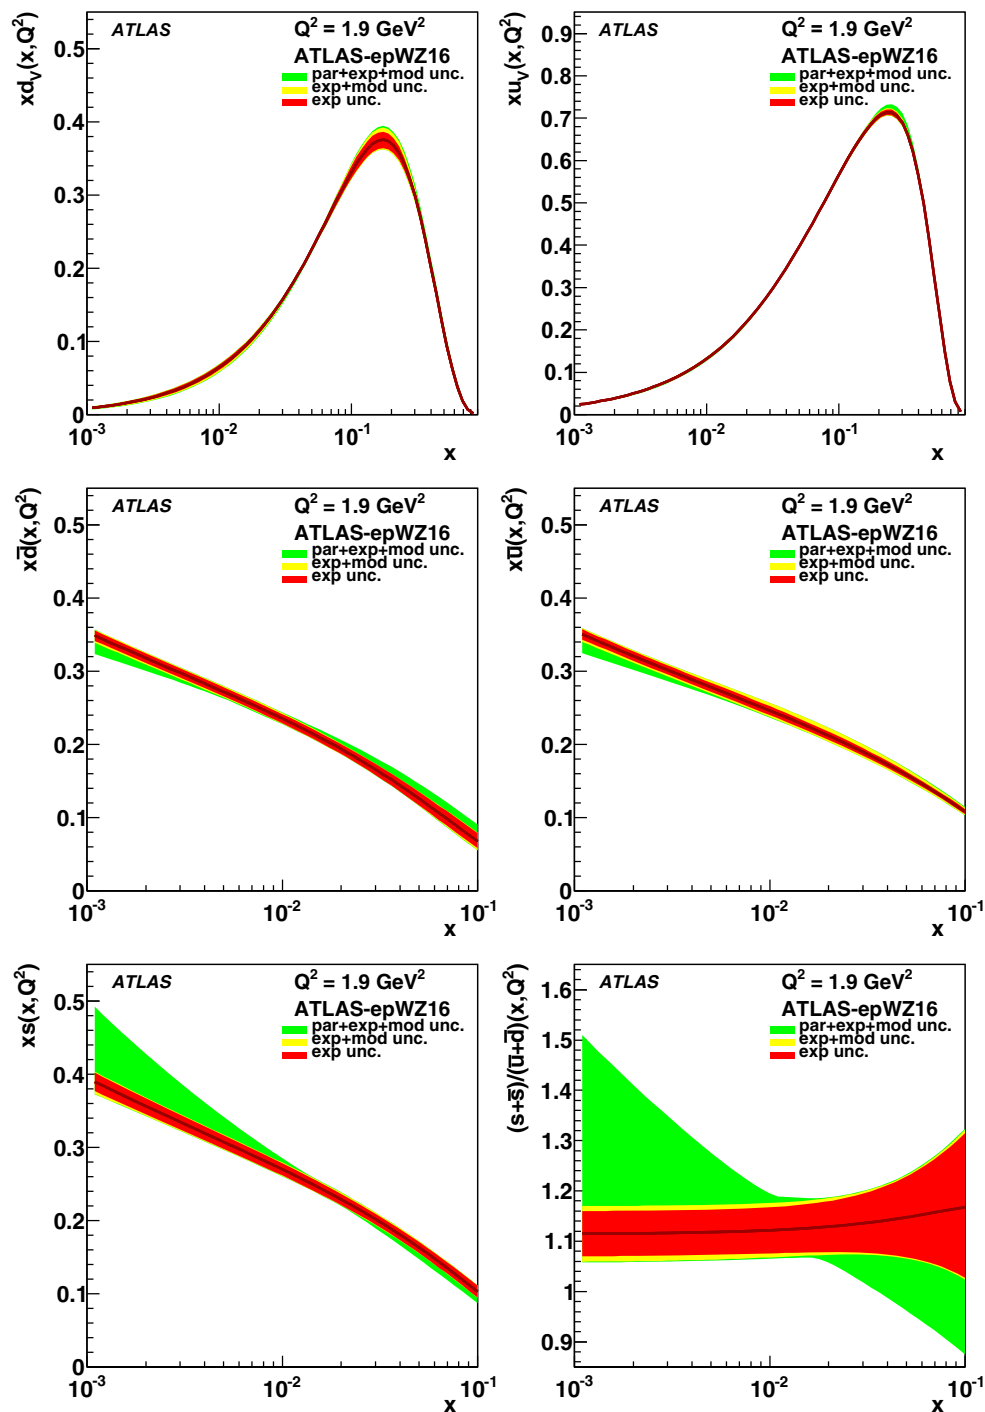 xd_V(x,Q²)
ATLAS
Q² = 1.9 GeV²
ATLAS-epWZ16
par+exp+mod unc.
exp+mod unc.
exp unc.
0.5
0.4
0.3
0.2
0.1
0
10⁻³
10⁻²
10⁻¹
x
xu_V(x,Q²)
ATLAS
Q² = 1.9 GeV²
ATLAS-epWZ16
par+exp+mod unc.
exp+mod unc.
exp unc.
0.9
0.8
0.7
0.6
0.5
0.4
0.3
0.2
0.1
0
10⁻³
10⁻²
10⁻¹
x
xd̅(x,Q²)
ATLAS
Q² = 1.9 GeV²
ATLAS-epWZ16
par+exp+mod unc.
exp+mod unc.
exp unc.
0.5
0.4
0.3
0.2
0.1
0
10⁻³
10⁻²
10⁻¹
x
xu̅(x,Q²)
ATLAS
Q² = 1.9 GeV²
ATLAS-epWZ16
par+exp+mod unc.
exp+mod unc.
exp unc.
0.5
0.4
0.3
0.2
0.1
0
10⁻³
10⁻²
10⁻¹
x
xs(x,Q²)
ATLAS
Q² = 1.9 GeV²
ATLAS-epWZ16
par+exp+mod unc.
exp+mod unc.
exp unc.
0.5
0.4
0.3
0.2
0.1
0
10⁻³
10⁻²
10⁻¹
x
(s+s̅)/(u̅+d̅)(x,Q²)
ATLAS
Q² = 1.9 GeV²
ATLAS-epWZ16
par+exp+mod unc.
exp+mod unc.
exp unc.
1.6
1.5
1.4
1.3
1.2
1.1
1
0.9
10⁻³
10⁻²
10⁻¹
x